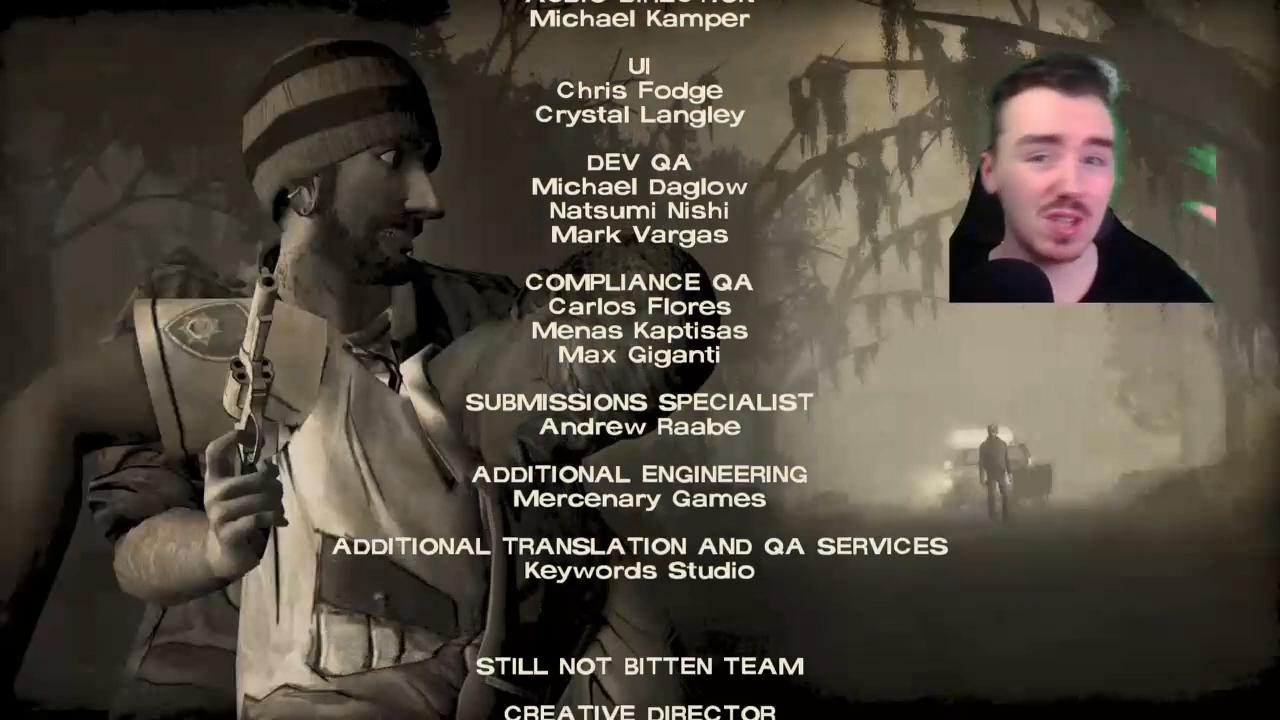 AUDIO DIRECTION
Michael Kamper
UI
Chris Fodge
Crystal Langley
DEV QA
Michael Daglow
Natsumi Nishi
Mark Vargas
COMPLIANCE QA
Carlos Flores
Menas Kaptisas
Max Giganti
SUBMISSIONS SPECIALIST
Andrew Raabe
ADDITIONAL ENGINEERING
Mercenary Games
ADDITIONAL TRANSLATION AND QA SERVICES
Keywords Studio
STILL NOT BITTEN TEAM
CREATIVE DIRECTOR